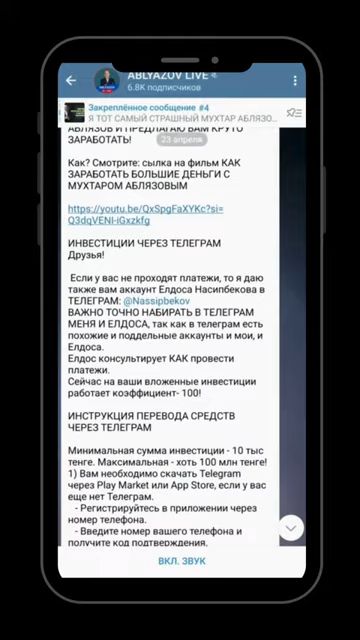 ABLYAZOV LIVE
6.8K подписчиков
Закреплённое сообщение #4
Я ТОТ САМЫЙ СТРАШНЫЙ МУХТАР АБЛЯЗО...
АБЛЯЗОВ И ПРЕДЛАГАЮ ВАМ КРУТО
ЗАРАБОТАТЬ!
23 апреля
Как? Смотрите: сылка на фильм КАК
ЗАРАБОТАТЬ БОЛЬШИЕ ДЕНЬГИ С
МУХТАРОМ АБЛЯЗОВЫМ
https://youtu.be/QxSpgFaXYKc?si=
Q3dqVENI-iGxzkfg
ИНВЕСТИЦИИ ЧЕРЕЗ ТЕЛЕГРАМ
Друзья!
Если у вас не проходят платежи, то я даю
также вам аккаунт Елдоса Насипбекова в
ТЕЛЕГРАМ: @Nassipbekov
ВАЖНО ТОЧНО НАБИРАТЬ В ТЕЛЕГРАМ
МЕНЯ И ЕЛДОСА, так как в телеграм есть
похожие и поддельные аккаунты и мои, и
Елдоса.
Елдос консультирует КАК провести
платежи.
Сейчас на ваши вложенные инвестиции
работает коэффициент- 100!
ИНСТРУКЦИЯ ПЕРЕВОДА СРЕДСТВ
ЧЕРЕЗ ТЕЛЕГРАМ
Минимальная сумма инвестиции - 10 тыс
тенге. Максимальная - хоть 100 млн тенге!
1) Вам необходимо скачать Telegram
через Play Market или App Store, если у вас
еще нет Телеграм.
- Регистрируйтесь в приложении через
номер телефона.
- Введите номер вашего телефона и
получите код подтверждения.
ВКЛ. ЗВУК